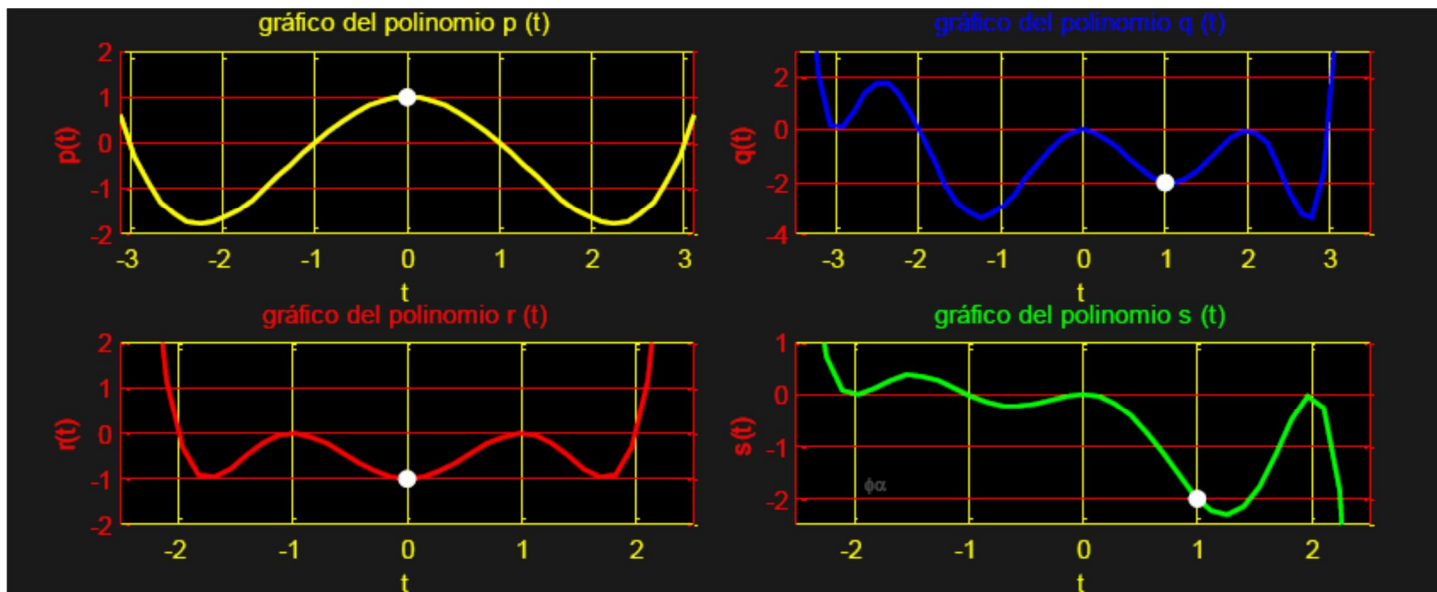 gráfico del polinomio p (t)
2
1
0
-1
-2
p(t)
-3 -2 -1 0 1 2 3
t
gráfico del polinomio q (t)
2
0
-2
-4
q(t)
-3 -2 -1 0 1 2 3
t
gráfico del polinomio r (t)
2
1
0
-1
-2
r(t)
-2 -1 0 1 2
t
gráfico del polinomio s (t)
1
0
-1
-2
s(t)
ϕα
-2 -1 0 1 2
t